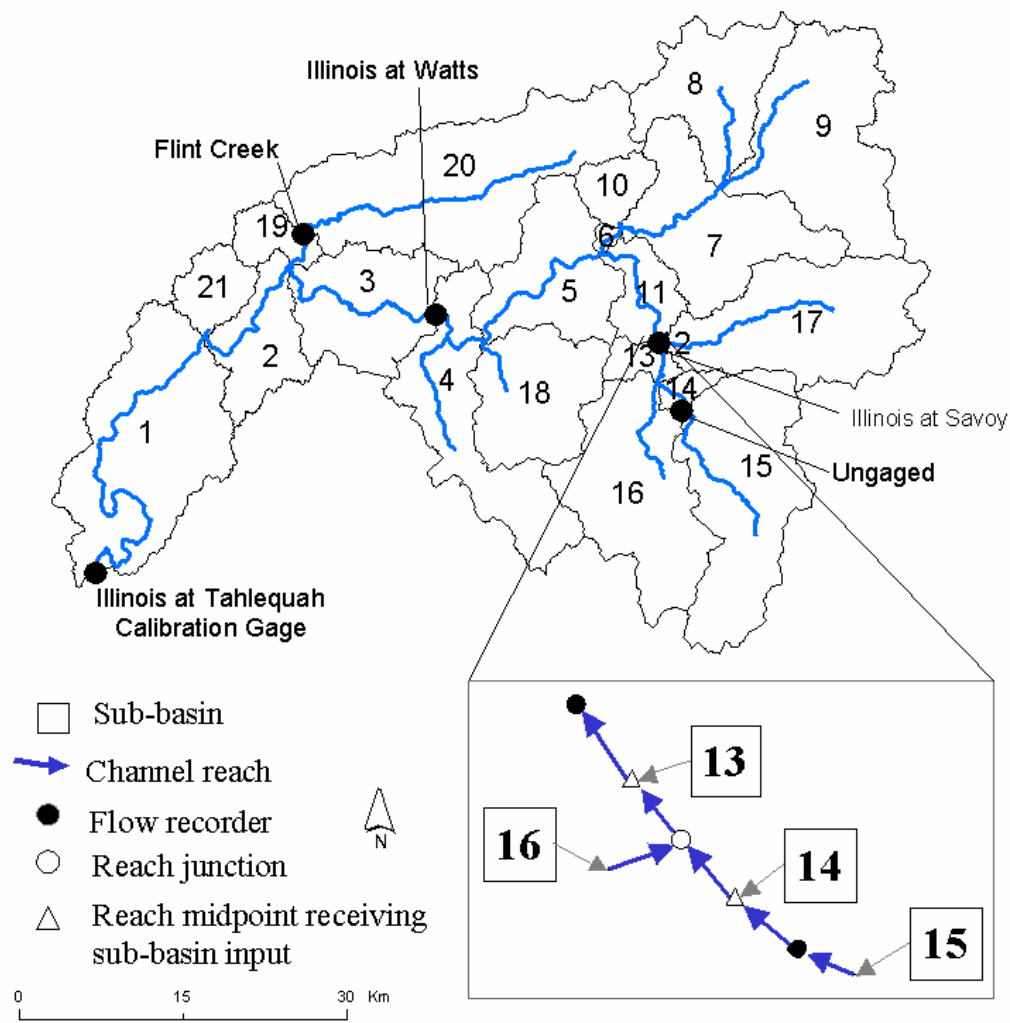 Illinois at Watts
8
9
Flint Creek
20
10
19
6
7
21
3
5
11
17
2
13
12
4
18
14
Illinois at Savoy
1
15
Ungaged
16
Illinois at Tahlequah
Calibration Gage
Sub-basin
Channel reach
Flow recorder
Reach junction
Reach midpoint receiving
sub-basin input
N
0 15 30 Km
13
16
14
15